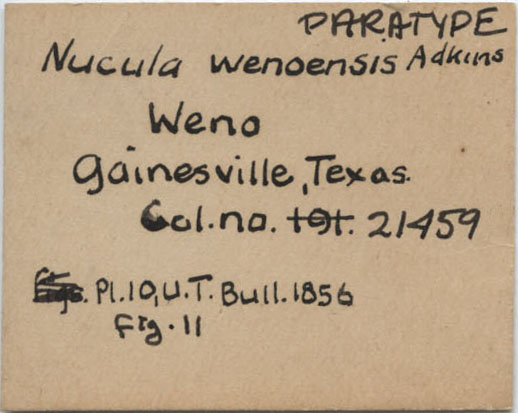 PARATYPE
Nucula wenoensis Adkins
Weno
Gainesville, Texas.
Col. no. 21459
Pl. 10, U.T. Bull. 1856
Fig. 11